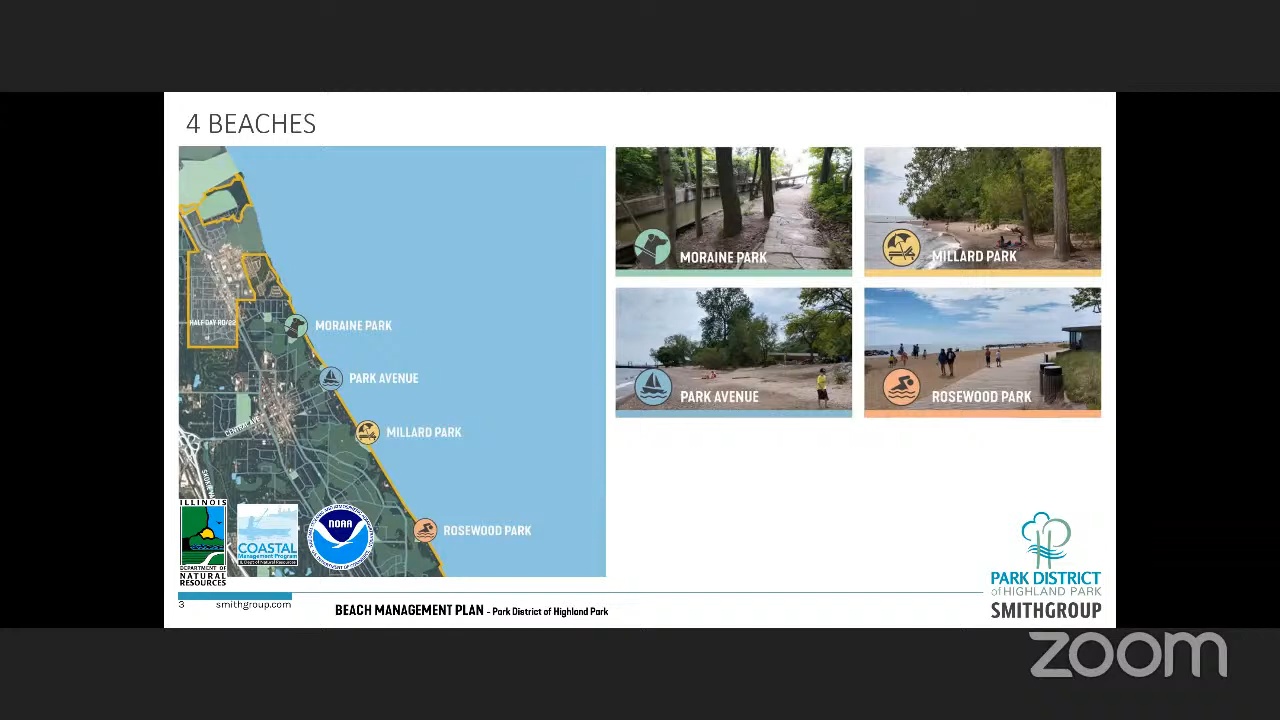 4 BEACHES
HALF DAY RD/22
MORAINE PARK
PARK AVENUE
CENTRAL AVE
MILLARD PARK
ROSEWOOD PARK
MORAINE PARK
MILLARD PARK
PARK AVENUE
ROSEWOOD PARK
ILLINOIS
DEPARTMENT OF
NATURAL
RESOURCES
COASTAL
Management Program
NOAA
PARK DISTRICT
of HIGHLAND PARK
SMITHGROUP
3 smithgroup.com
BEACH MANAGEMENT PLAN - Park District of Highland Park
zoom